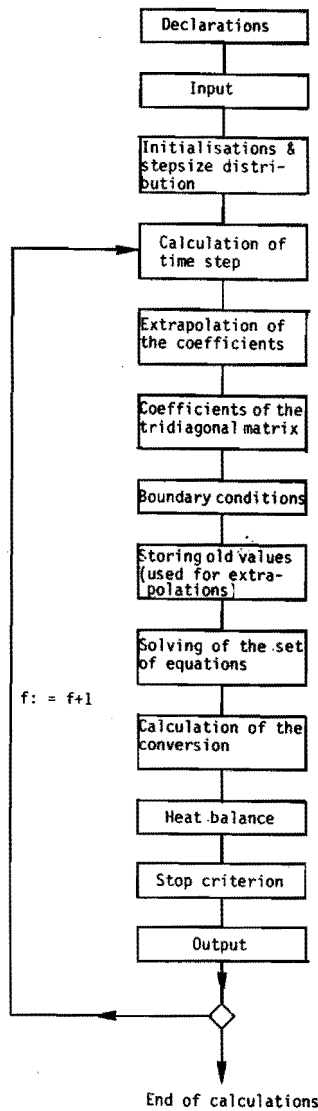 Declarations
Input
Initialisations &
stepsize distri-
bution
Calculation of
time step
Extrapolation of
the coefficients
Coefficients of the
tridiagonal matrix
Boundary conditions
Storing old values
(used for extra-
polations)
Solving of the set
of equations
f: = f+1
Calculation of the
conversion
Heat balance
Stop criterion
Output
End of calculations